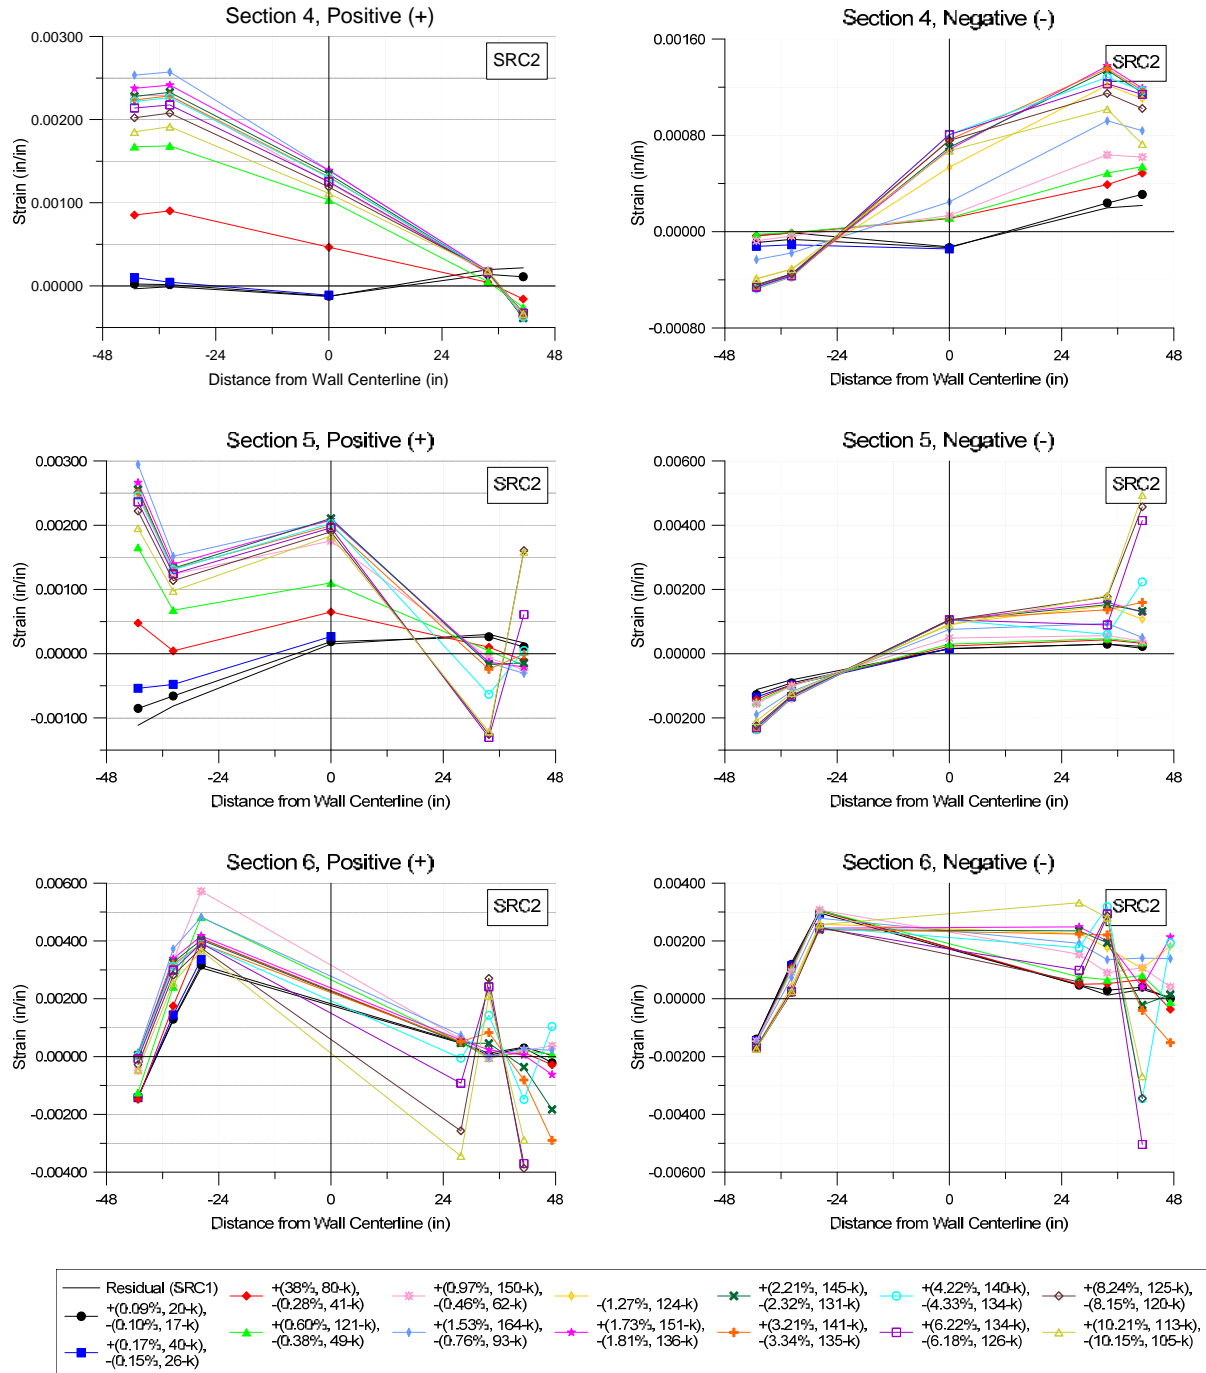 Section 4, Positive (+)
SRC2
0.00300
0.00200
0.00100
0.00000
Strain (in/in)
-48 -24 0 24 48
Distance from Wall Centerline (in)
Section 4, Negative (-)
SRC2
0.00160
0.00080
0.00000
-0.00080
Strain (in/in)
-48 -24 0 24 48
Distance from Wall Centerline (in)
Section 5, Positive (+)
SRC2
0.00300
0.00200
0.00100
0.00000
-0.00100
Strain (in/in)
-48 -24 0 24 48
Distance from Wall Centerline (in)
Section 5, Negative (-)
SRC2
0.00600
0.00400
0.00200
0.00000
-0.00200
Strain (in/in)
-48 -24 0 24 48
Distance from Wall Centerline (in)
Section 6, Positive (+)
SRC2
0.00600
0.00400
0.00200
0.00000
-0.00200
-0.00400
Strain (in/in)
-48 -24 0 24 48
Distance from Wall Centerline (in)
Section 6, Negative (-)
SRC2
0.00400
0.00200
0.00000
-0.00200
-0.00400
-0.00600
Strain (in/in)
-48 -24 0 24 48
Distance from Wall Centerline (in)
Residual (SRC1)
+(0.09%, 20-k),
-(0.10%, 17-k)
+(0.17%, 40-k),
-(0.15%, 26-k)
+(38%, 80-k),
-(0.28%, 41-k)
+(0.60%, 121-k)
-(0.38%, 49-k)
+(0.97%, 150-k)
-(0.46%, 62-k)
+(1.53%, 164-k)
-(0.76%, 93-k)
-(1.27%, 124-k)
+(1.73%, 151-k)
-(1.81%, 136-k)
+(2.21%, 145-k)
-(2.32%, 131-k)
+(3.21%, 141-k)
-(3.34%, 135-k)
+(4.22%, 140-k),
-(4.33%, 134-k)
+(6.22%, 134-k)
-(6.18%, 126-k)
+(8.24%, 125-k)
-(8.15%, 120-k)
+(10.21%, 113-k)
-(10.15%, 105-k)